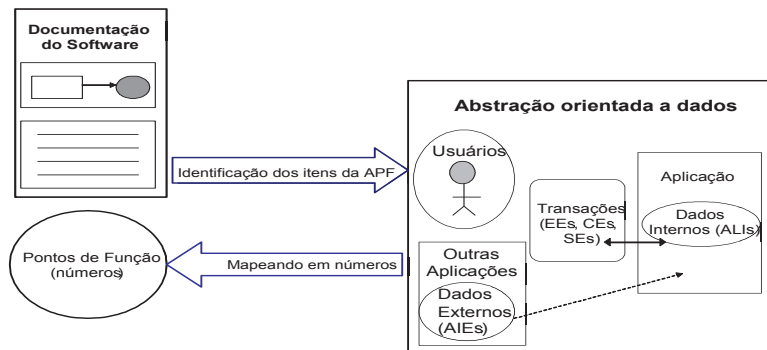 Documentação
do Software
Identificação dos itens da APF
Pontos de Função
(números)
Mapeando em números
Abstração orientada a dados
Usuários
Transações
(EEs, CEs,
SEs)
Aplicação
Dados
Internos (ALIs)
Outras
Aplicações
Dados
Externos
(AIEs)